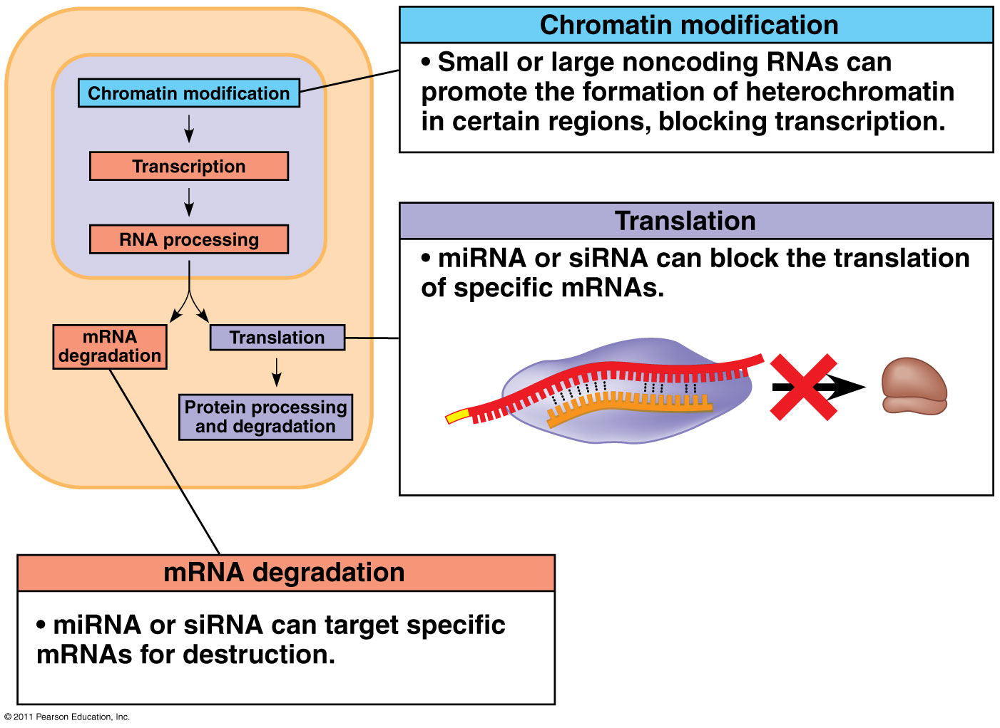 Chromatin modification
Transcription
RNA processing
mRNA
degradation
Translation
Protein processing
and degradation
Chromatin modification
• Small or large noncoding RNAs can
promote the formation of heterochromatin
in certain regions, blocking transcription.
Translation
• miRNA or siRNA can block the translation
of specific mRNAs.
mRNA degradation
• miRNA or siRNA can target specific
mRNAs for destruction.
© 2011 Pearson Education, Inc.